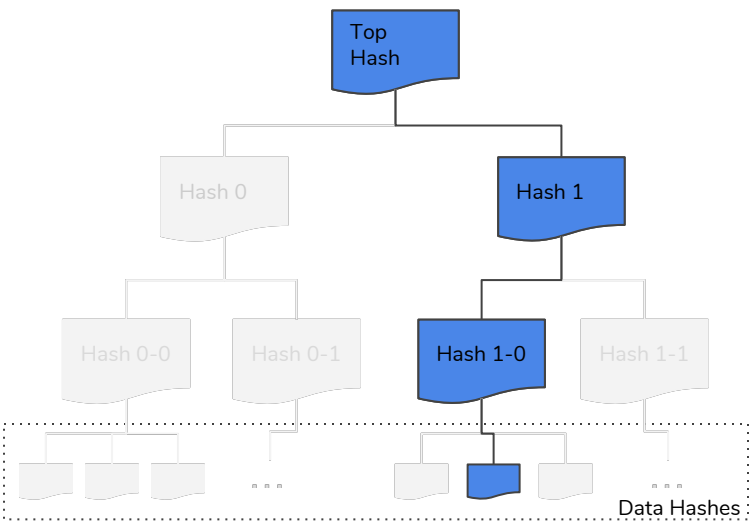 Top
Hash
Hash 0
Hash 1
Hash 0-0
Hash 0-1
Hash 1-0
Hash 1-1
...
...
Data Hashes